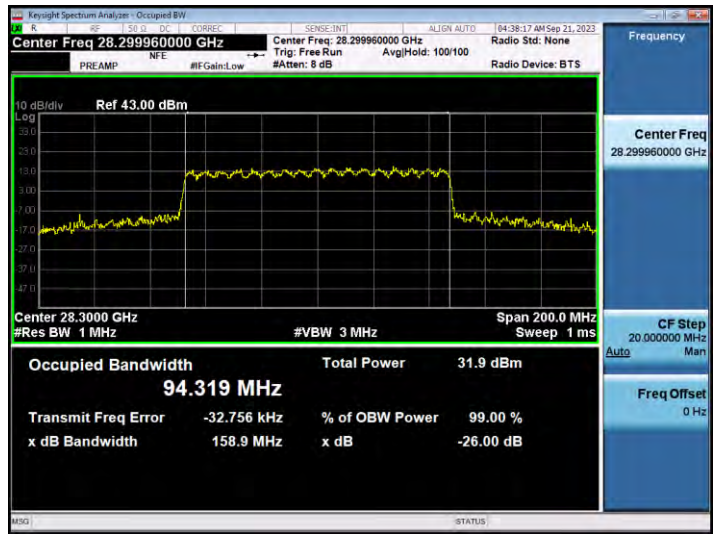 Keysight Spectrum Analyzer - Occupied BW
R RF 50 Ω DC CORREC SENSE:INT ALIGN AUTO 04:38:17 AM Sep 21, 2023
Center Freq 28.299960000 GHz
Center Freq: 28.299960000 GHz
Radio Std: None
NFE
Trig: Free Run Avg|Hold: 100/100
PREAMP #IFGain:Low #Atten: 8 dB Radio Device: BTS
Frequency
10 dB/div Ref 43.00 dBm
Log
33.0
23.0
13.0
3.00
-7.00
-17.0
-27.0
-37.0
-47.0
Center Freq
28.299960000 GHz
Center 28.3000 GHz Span 200.0 MHz
#Res BW 1 MHz #VBW 3 MHz Sweep 1 ms
CF Step
20.000000 MHz
Auto Man
Occupied Bandwidth Total Power 31.9 dBm
94.319 MHz
Transmit Freq Error -32.756 kHz % of OBW Power 99.00 %
x dB Bandwidth 158.9 MHz x dB -26.00 dB
Freq Offset
0 Hz
MSG STATUS